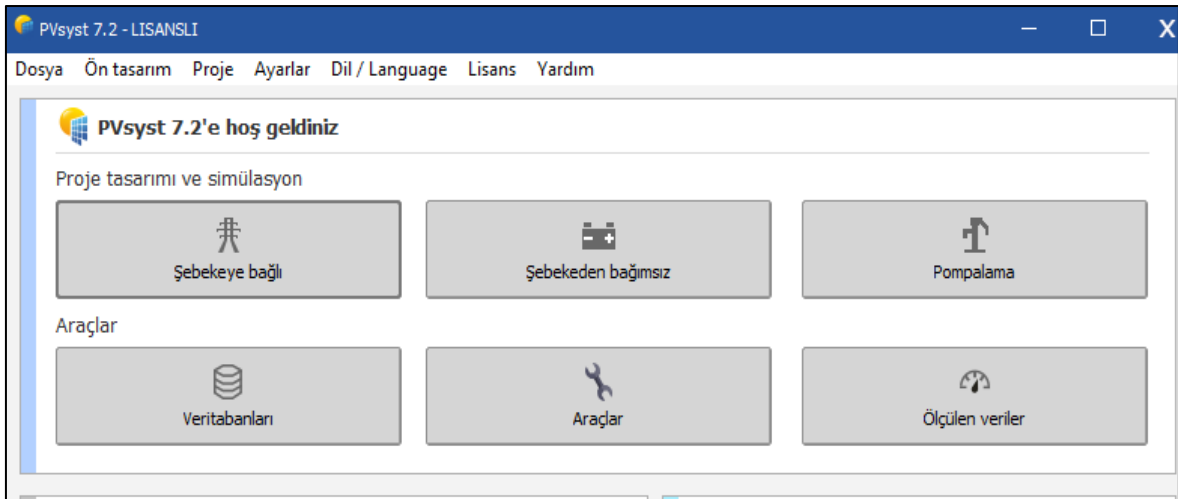 PVsyst 7.2 - LISANSLI
Dosya Ön tasarım Proje Ayarlar Dil / Language Lisans Yardım
PVsyst 7.2'e hoş geldiniz
Proje tasarımı ve simülasyon
Şebekeye bağlı Şebekeden bağımsız Pompalama
Araçlar
Veritabanları Araçlar Ölçülen veriler